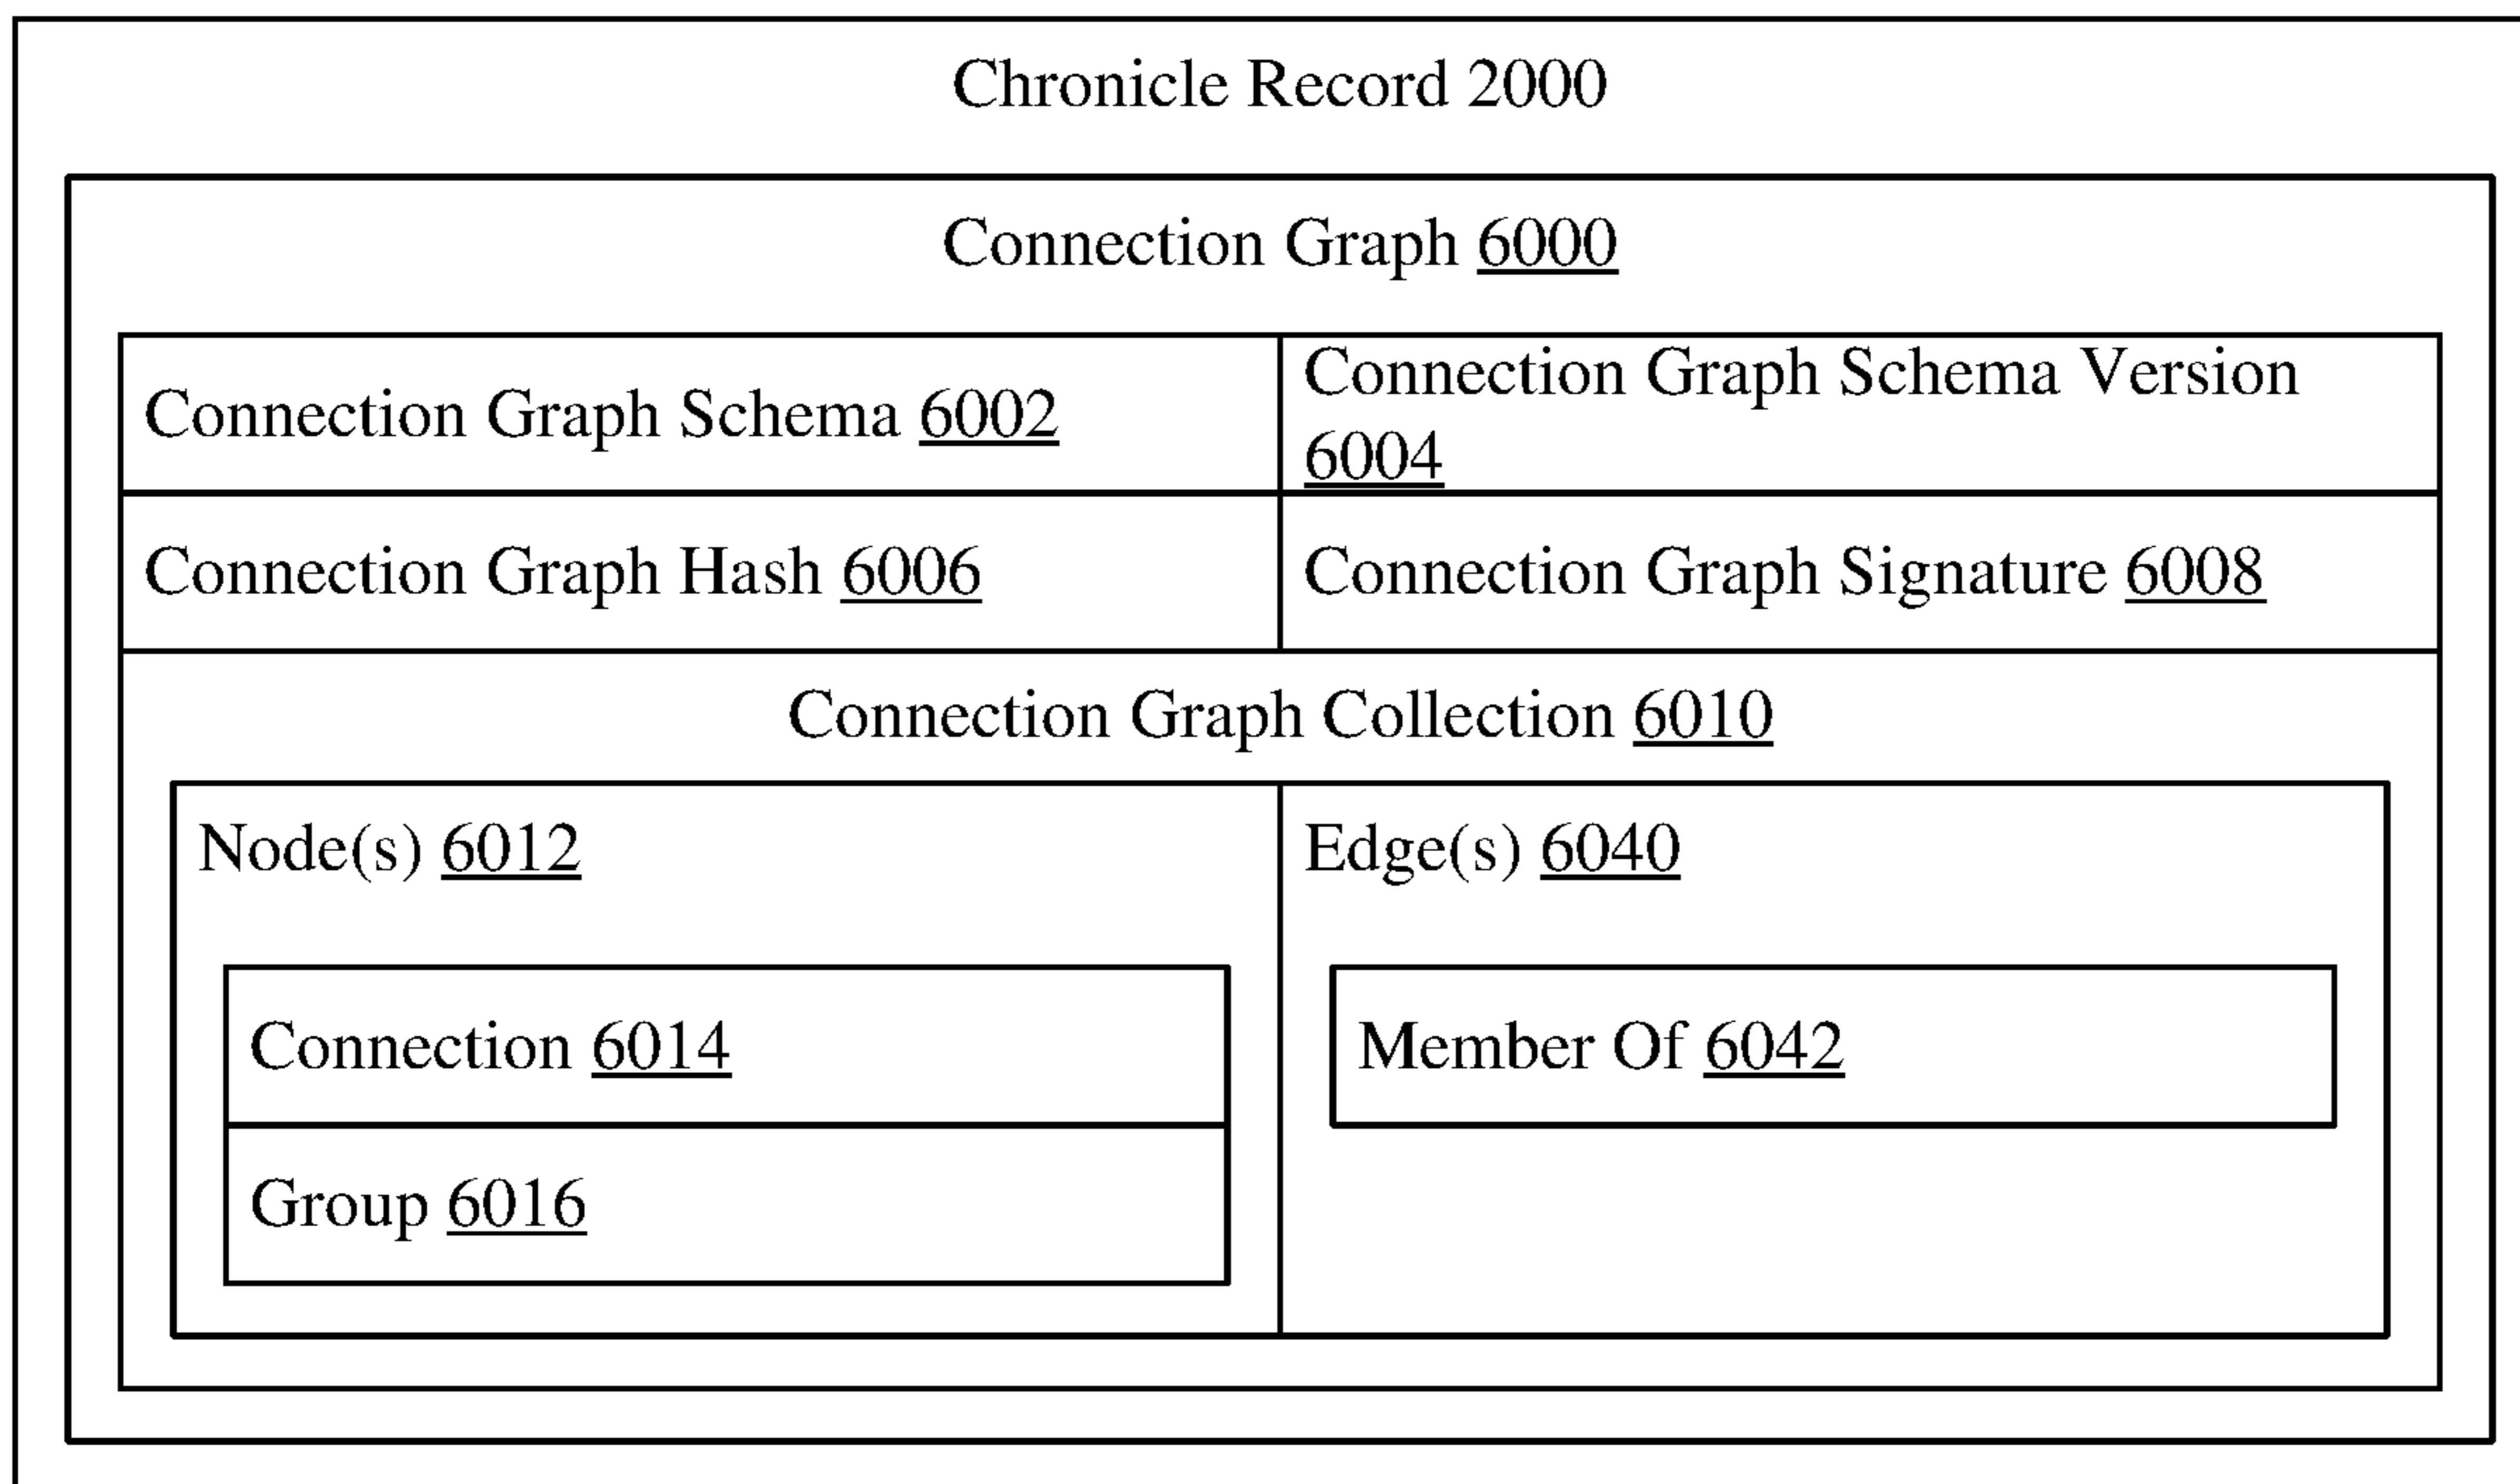 Chronicle Record 2000
Connection Graph 6000
Connection Graph Schema 6002
Connection Graph Schema Version
6004
Connection Graph Hash 6006
Connection Graph Signature 6008
Connection Graph Collection 6010
Node(s) 6012
Edge(s) 6040
Connection 6014
Member Of 6042
Group 6016